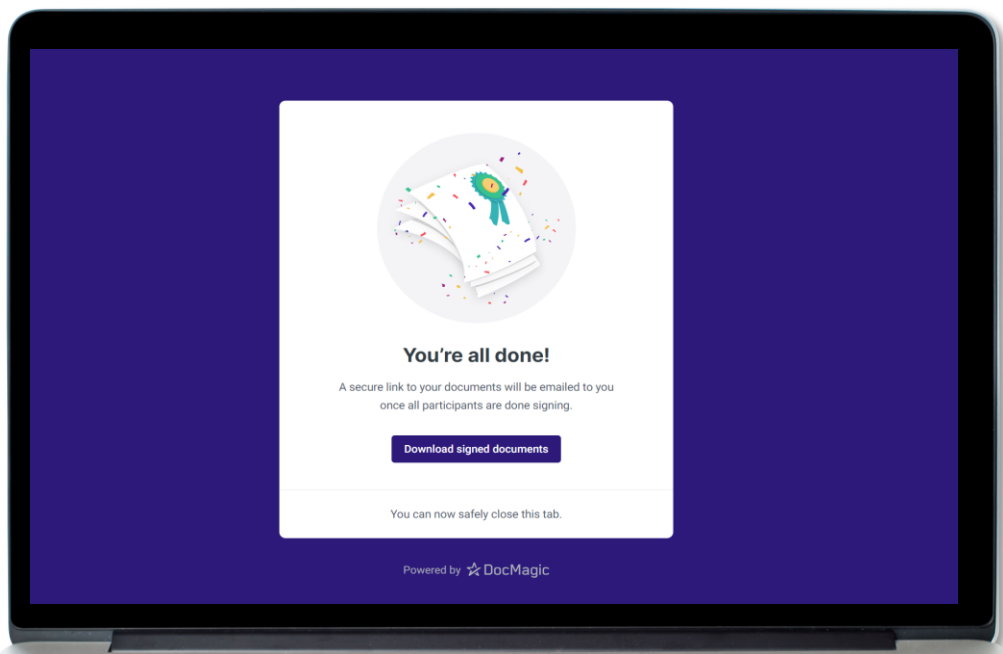 You're all done!
A secure link to your documents will be emailed to you
once all participants are done signing.
Download signed documents
You can now safely close this tab.
Powered by DocMagic